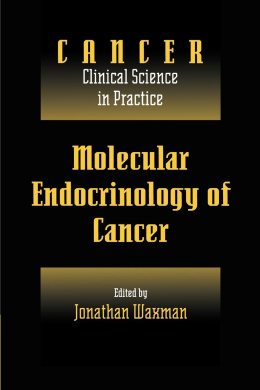 CANCER
Clinical Science
in Practice
Molecular
Endocrinology of
Cancer
Edited by
Jonathan Waxman